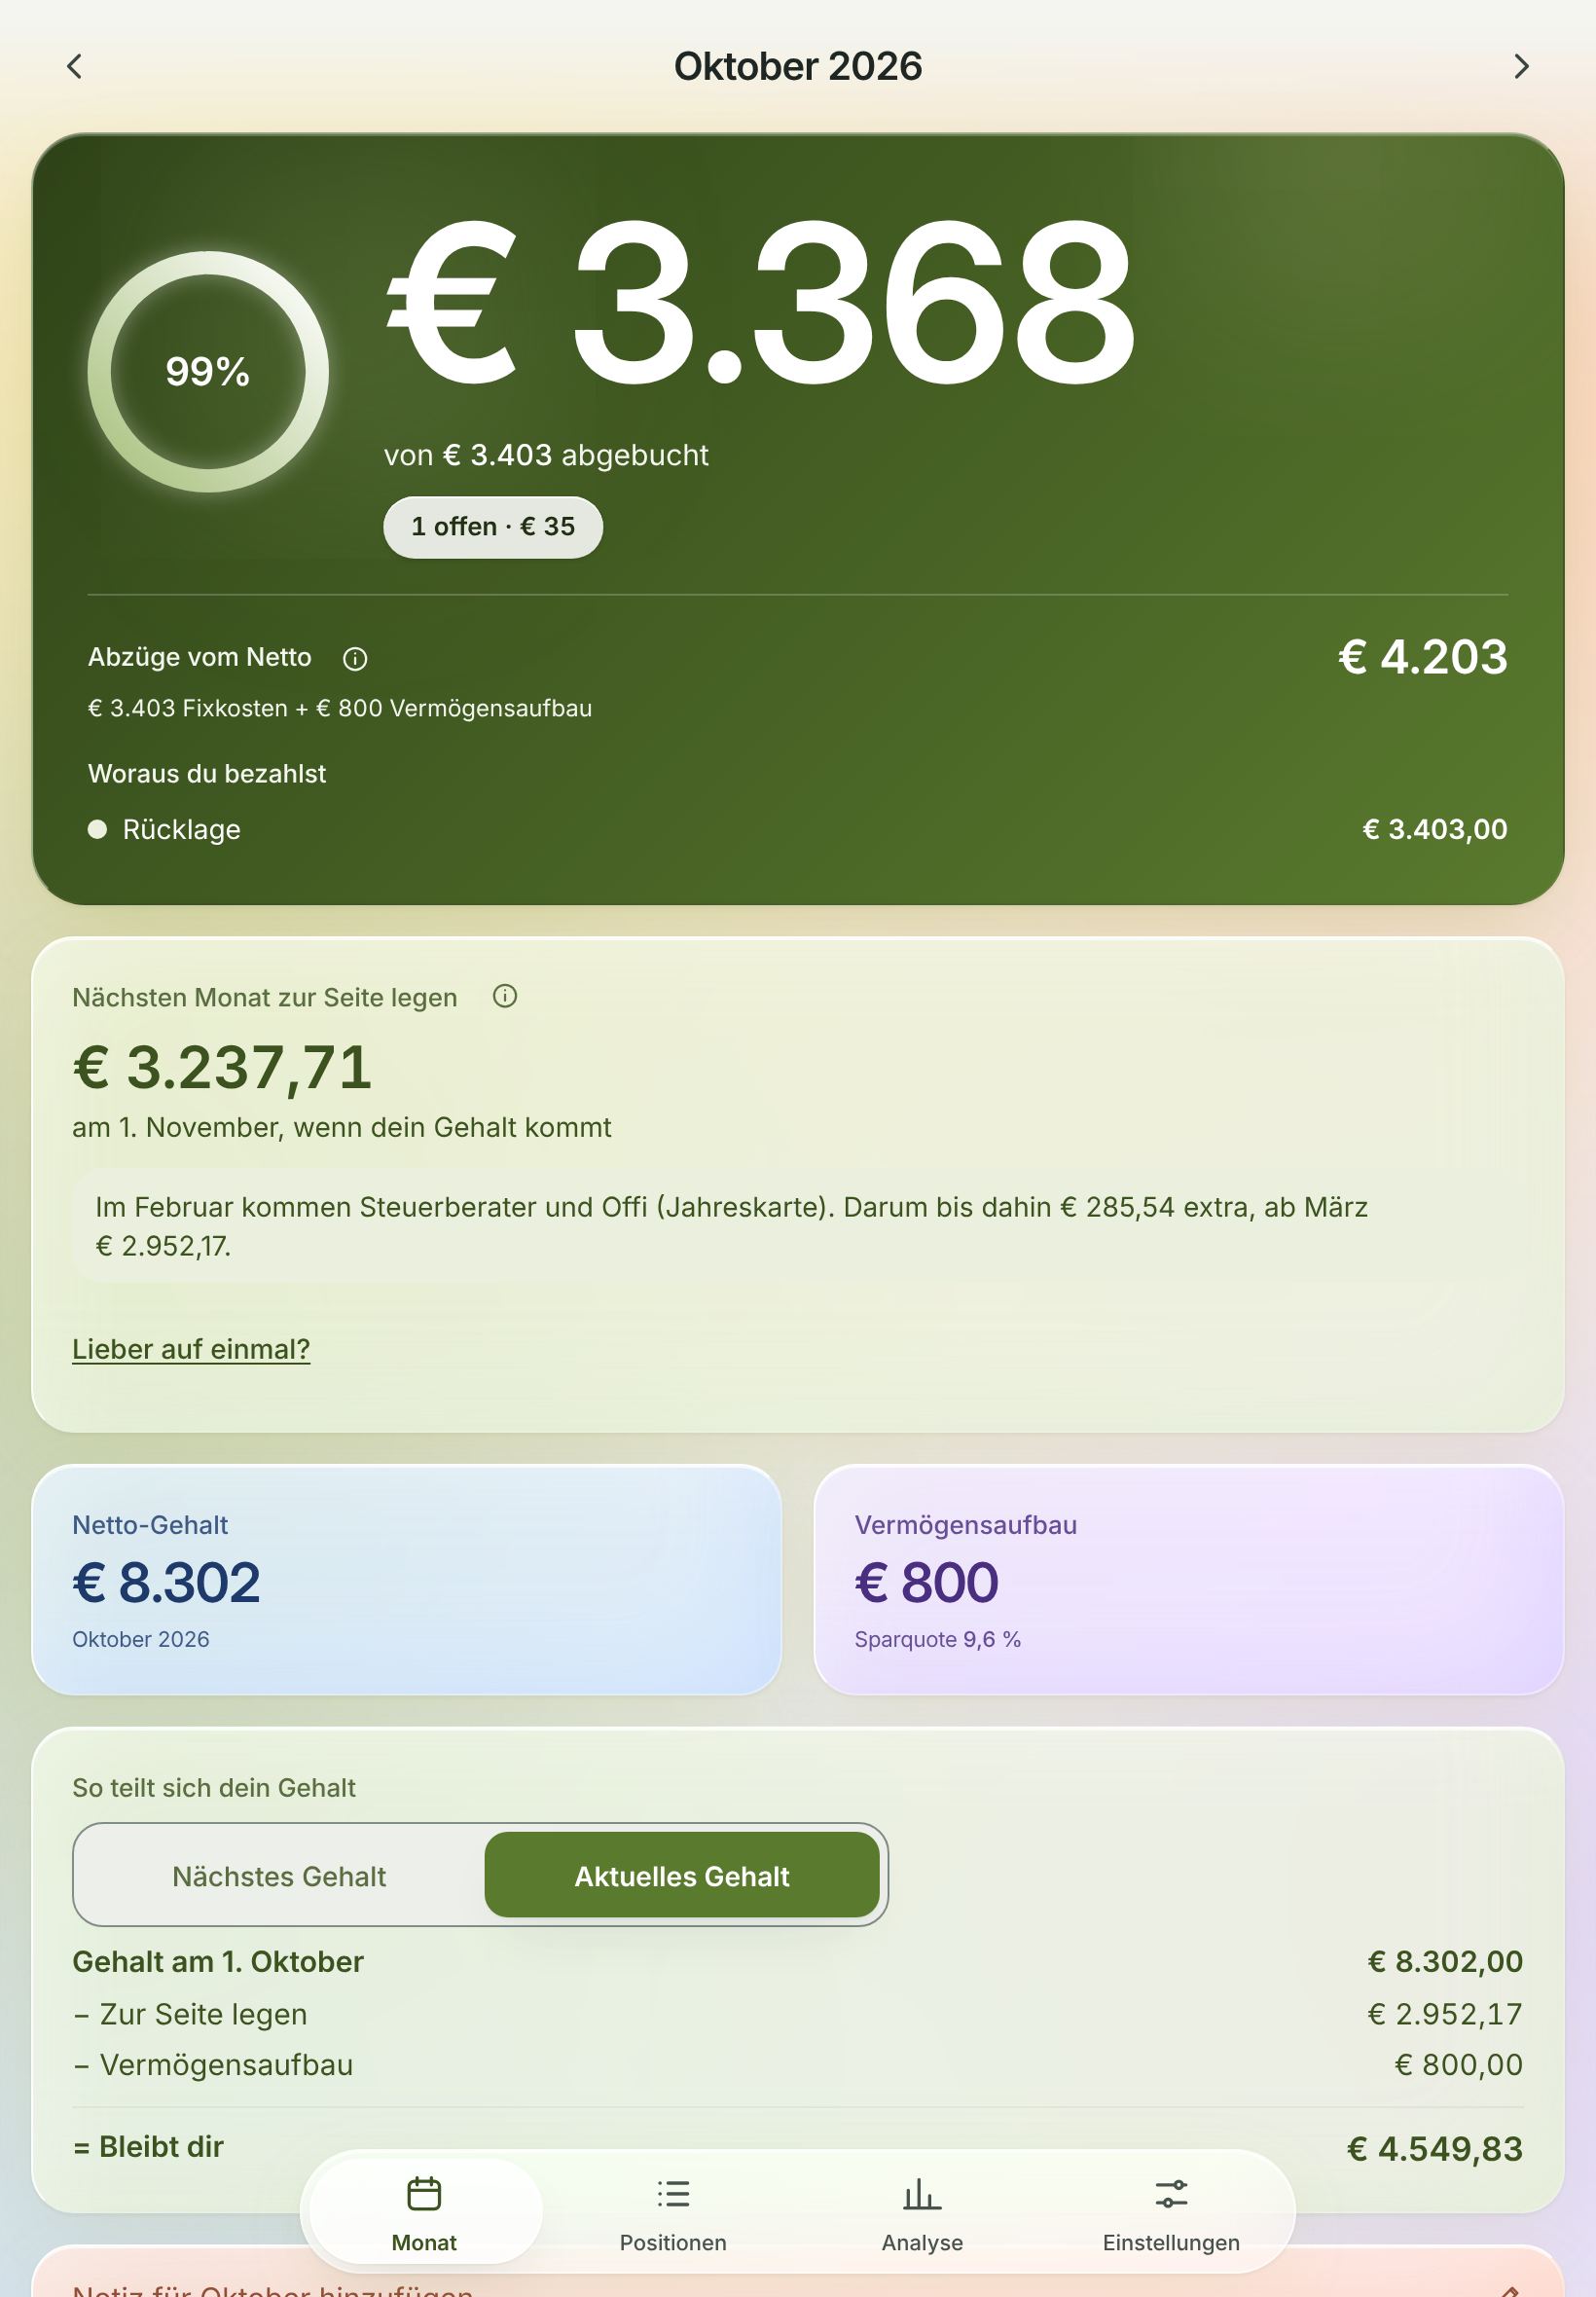 Oktober 2026
99%
€ 3.368
von € 3.403 abgebucht
1 offen · € 35
Abzüge vom Netto
€ 4.203
€ 3.403 Fixkosten + € 800 Vermögensaufbau
Woraus du bezahlst
Rücklage
€ 3.403,00
Nächsten Monat zur Seite legen
€ 3.237,71
am 1. November, wenn dein Gehalt kommt
Im Februar kommen Steuerberater und Offi (Jahreskarte). Darum bis dahin € 285,54 extra, ab März
€ 2.952,17.
Lieber auf einmal?
Netto-Gehalt
€ 8.302
Oktober 2026
Vermögensaufbau
€ 800
Sparquote 9,6 %
So teilt sich dein Gehalt
Nächstes Gehalt
Aktuelles Gehalt
Gehalt am 1. Oktober
€ 8.302,00
− Zur Seite legen
€ 2.952,17
− Vermögensaufbau
€ 800,00
= Bleibt dir
€ 4.549,83
Monat
Positionen
Analyse
Einstellungen
Notiz für Oktober hinzufügen